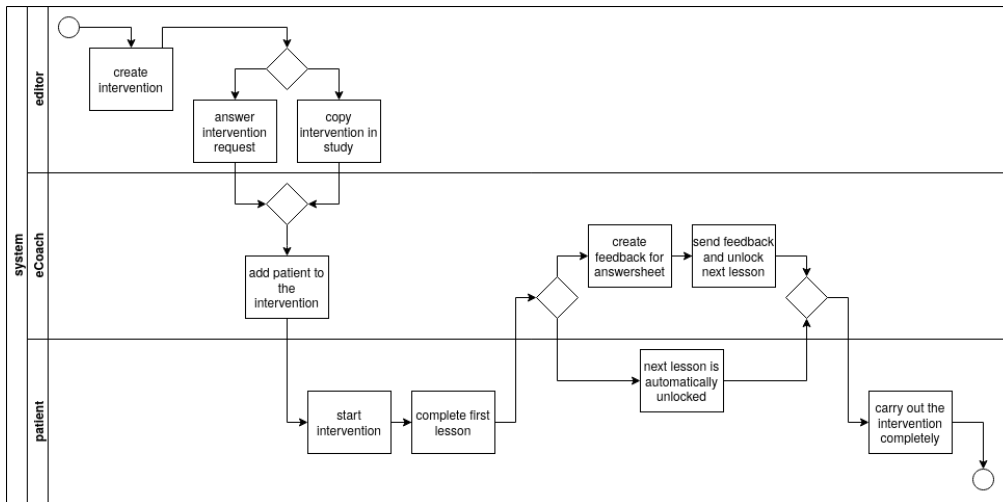 system
editor
create
intervention
answer
intervention
request
copy
intervention in
study
eCoach
add patient to
the
intervention
create
feedback for
answersheet
send feedback
and unlock
next lesson
patient
start
intervention
complete first
lesson
next lesson is
automatically
unlocked
carry out the
intervention
completely